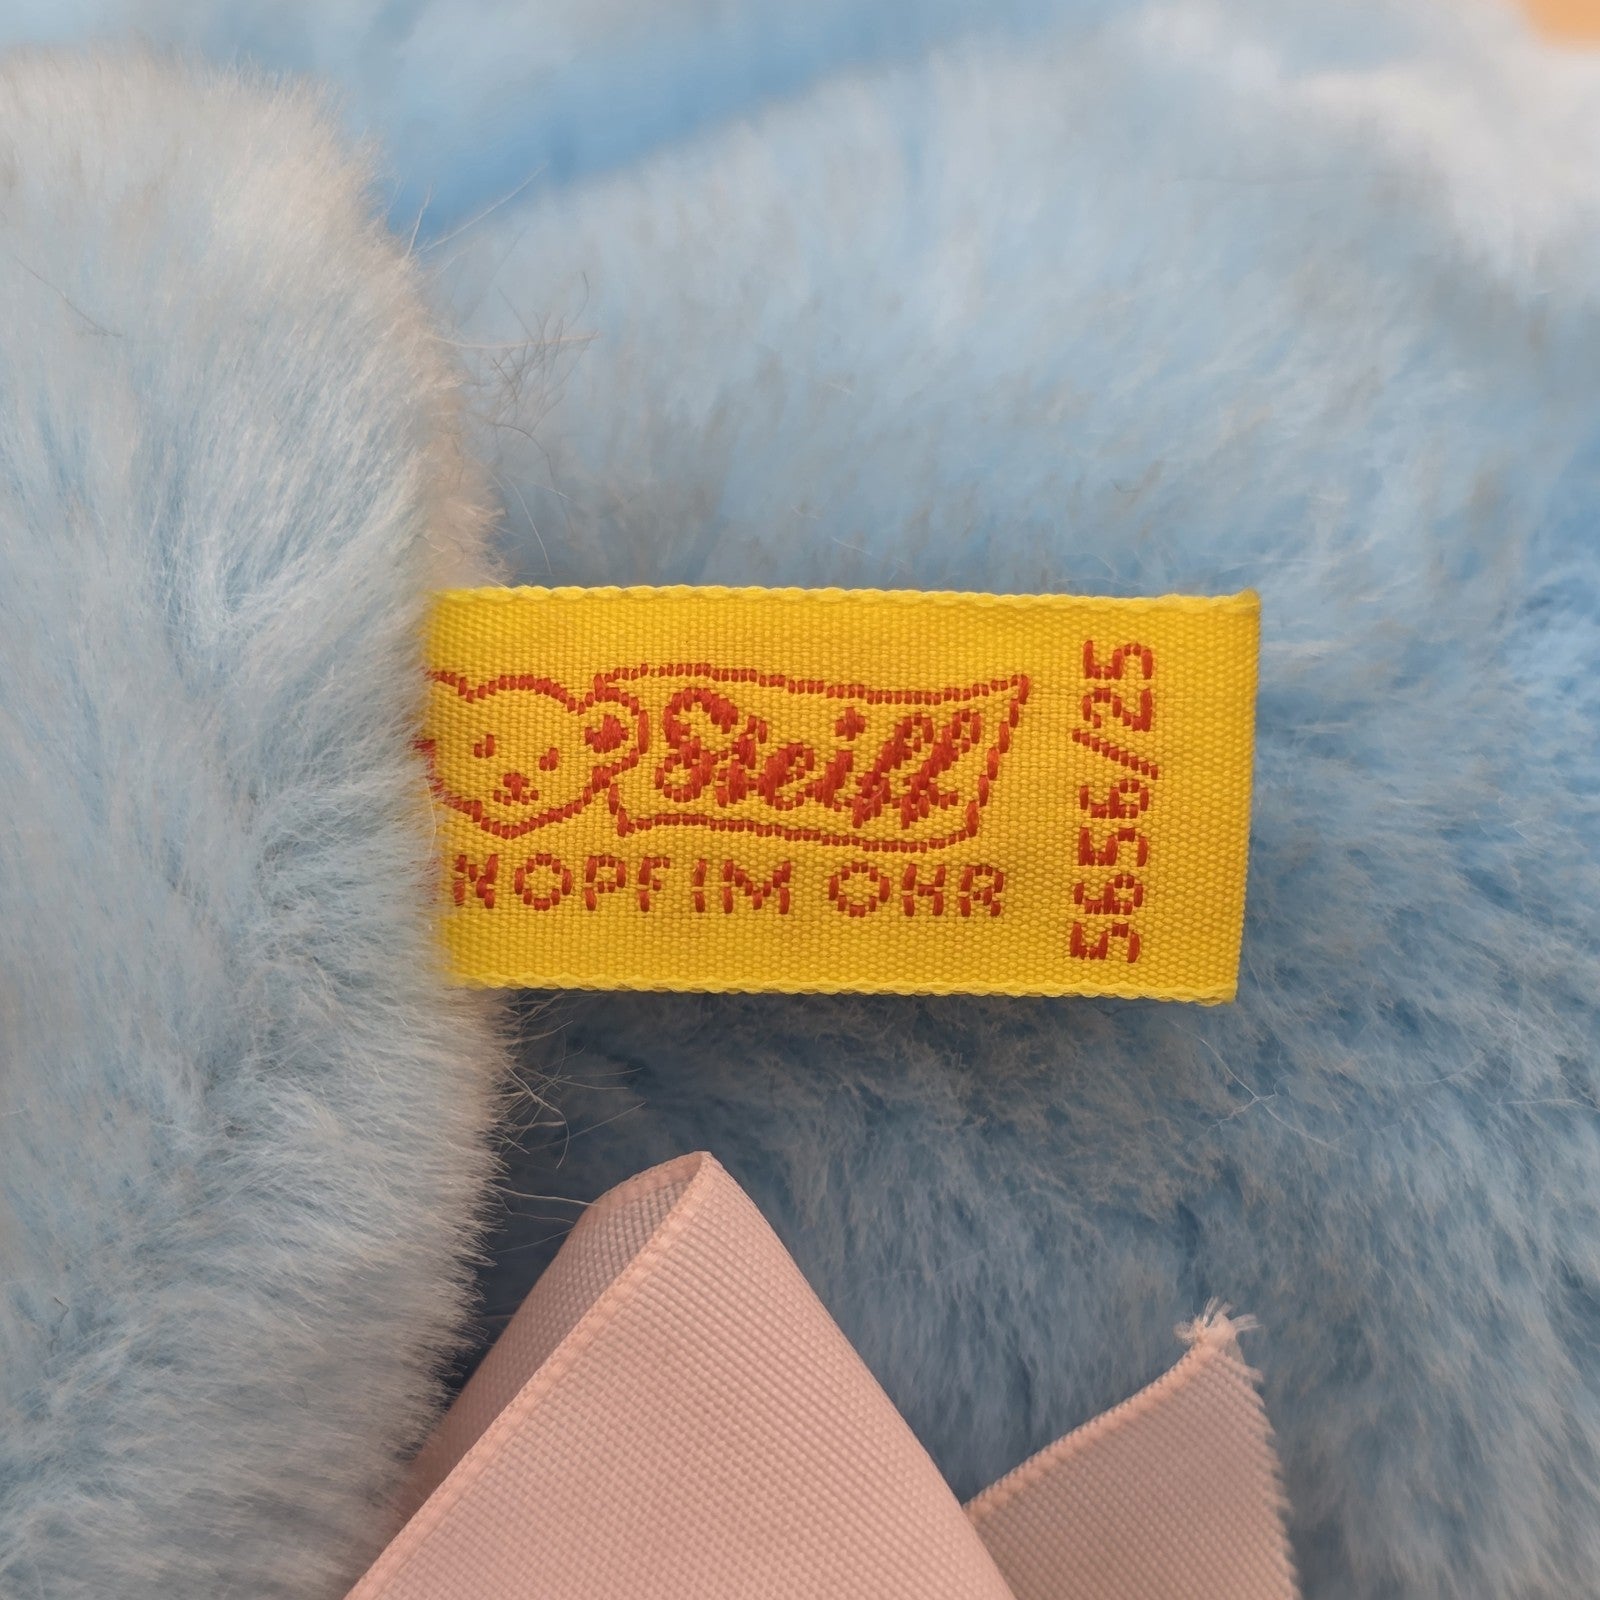 Steiff
KNOPF IM OHR
5656/25